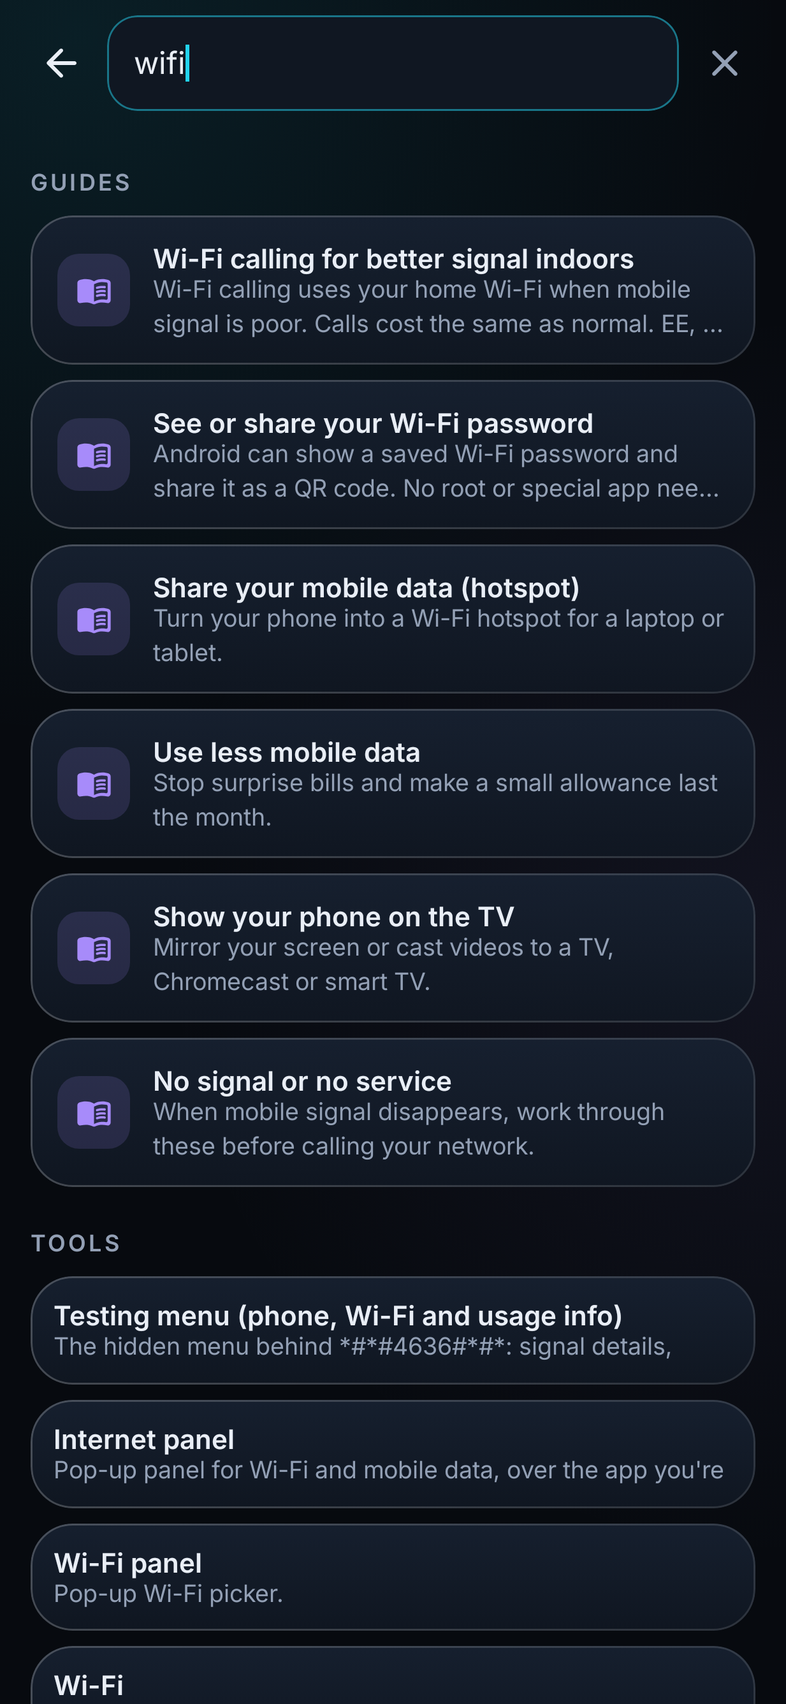 wifi
GUIDES
Wi-Fi calling for better signal indoors
Wi-Fi calling uses your home Wi-Fi when mobile
signal is poor. Calls cost the same as normal. EE, ...
See or share your Wi-Fi password
Android can show a saved Wi-Fi password and
share it as a QR code. No root or special app nee...
Share your mobile data (hotspot)
Turn your phone into a Wi-Fi hotspot for a laptop or
tablet.
Use less mobile data
Stop surprise bills and make a small allowance last
the month.
Show your phone on the TV
Mirror your screen or cast videos to a TV,
Chromecast or smart TV.
No signal or no service
When mobile signal disappears, work through
these before calling your network.
TOOLS
Testing menu (phone, Wi-Fi and usage info)
The hidden menu behind *#*#4636#*#*: signal details,
Internet panel
Pop-up panel for Wi-Fi and mobile data, over the app you're
Wi-Fi panel
Pop-up Wi-Fi picker.
Wi-Fi